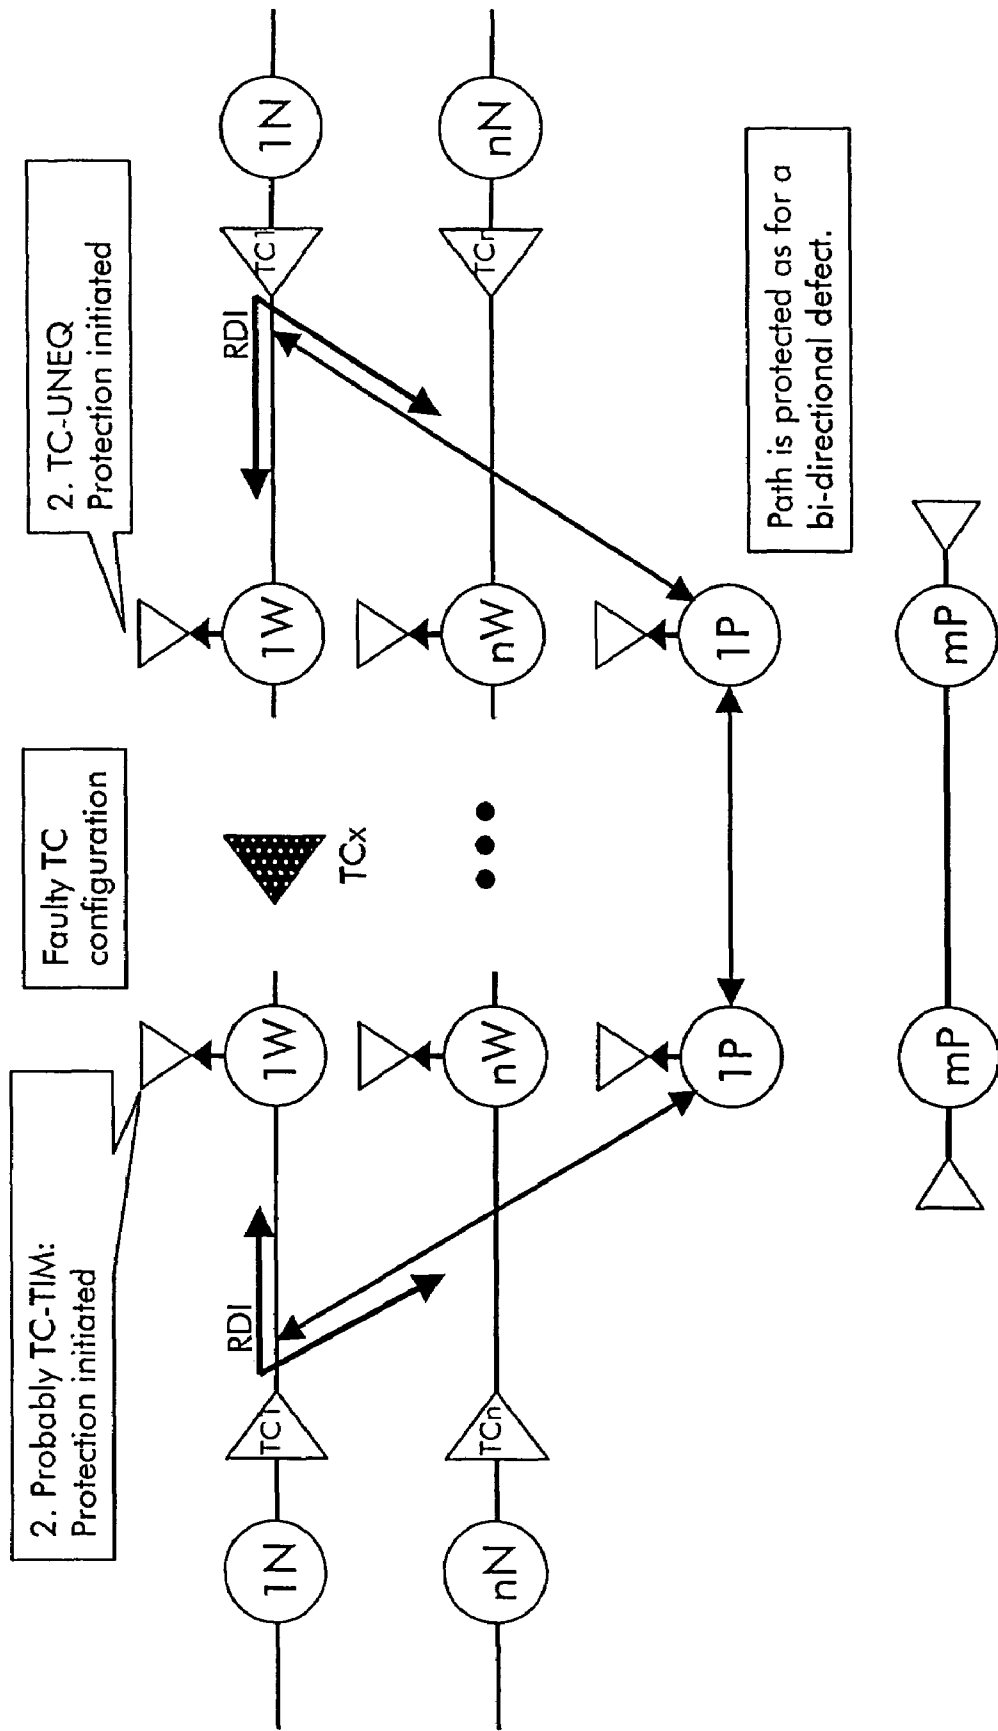 2. Probably TC-TIM:
Protection initiated
Faulty TC
configuration
2. TC-UNEQ
Protection initiated
RDI
RDI
1N
TC1
1W
TCx
1W
TC1
1N
nN
TCn
nW
nW
TCn
nN
1P
1P
Path is protected as for a
bi-directional defect.
mP
mP